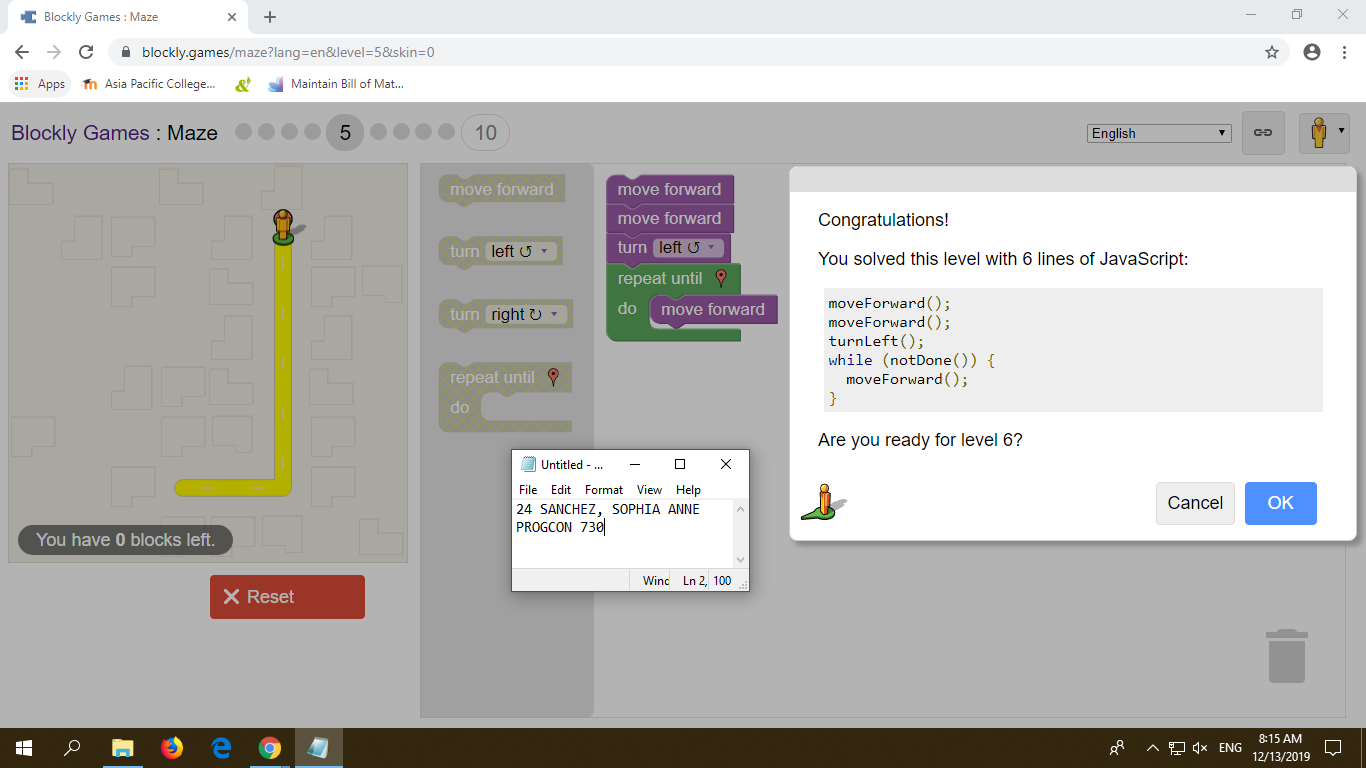 Blockly Games : Maze
blockly.games/maze?lang=en&level=5&skin=0
Apps
Asia Pacific College...
Maintain Bill of Mat...
Blockly Games : Maze
5
10
English
move forward
turn left ↺
turn right ↻
repeat until
do
move forward
move forward
turn left ↺
repeat until
do move forward
You have 0 blocks left.
Reset
Congratulations!
You solved this level with 6 lines of JavaScript:
moveForward();
moveForward();
turnLeft();
while (notDone()) {
  moveForward();
}
Are you ready for level 6?
Cancel
OK
Untitled - ...
File Edit Format View Help
24 SANCHEZ, SOPHIA ANNE
PROGCON 730
Wind Ln 2, 100
ENG
8:15 AM
12/13/2019